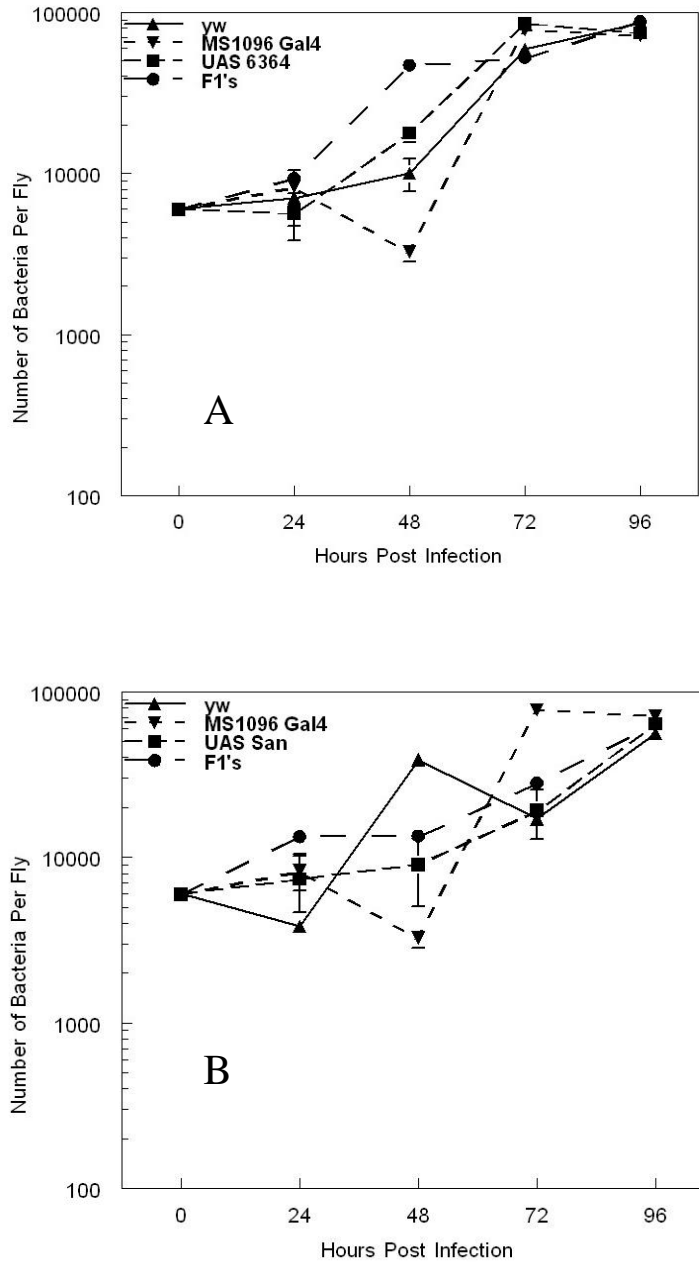 100000
yw
MS1096 Gal4
UAS 6364
F1's
10000
1000
100
Number of Bacteria Per Fly
A
0 24 48 72 96
Hours Post Infection
100000
yw
MS1096 Gal4
UAS San
F1's
10000
1000
100
Number of Bacteria Per Fly
B
0 24 48 72 96
Hours Post Infection